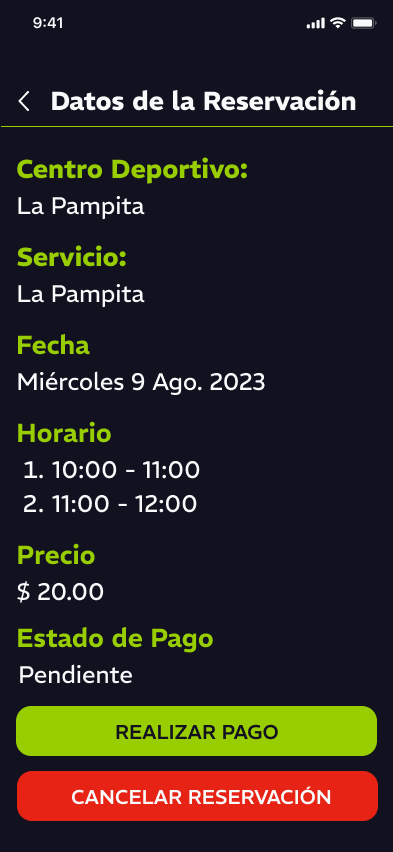 9:41
Datos de la Reservación
Centro Deportivo:
La Pampita
Servicio:
La Pampita
Fecha
Miércoles 9 Ago. 2023
Horario
1. 10:00 - 11:00
2. 11:00 - 12:00
Precio
$ 20.00
Estado de Pago
Pendiente
REALIZAR PAGO
CANCELAR RESERVACIÓN